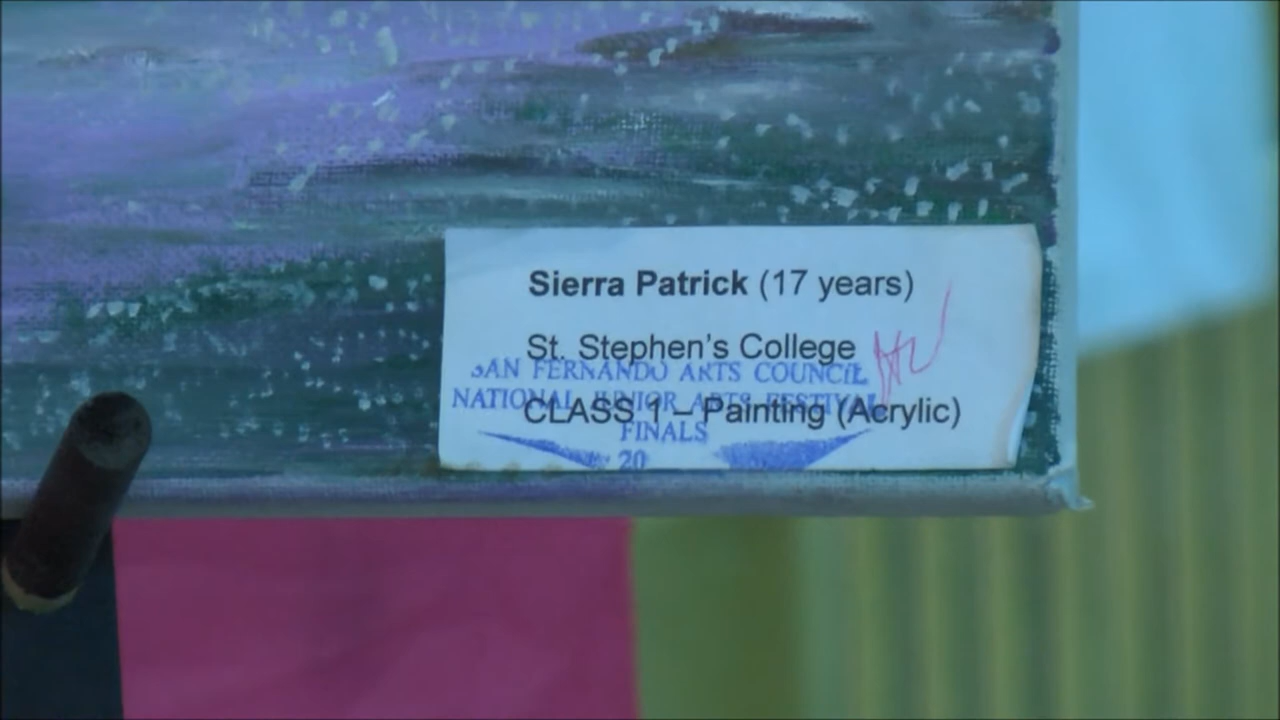 Sierra Patrick (17 years)
St. Stephen's College
SAN FERNANDO ARTS COUNCIL
NATIONAL JUNIOR ARTS FESTIVAL
CLASS 1 – Painting (Acrylic)
FINALS
20